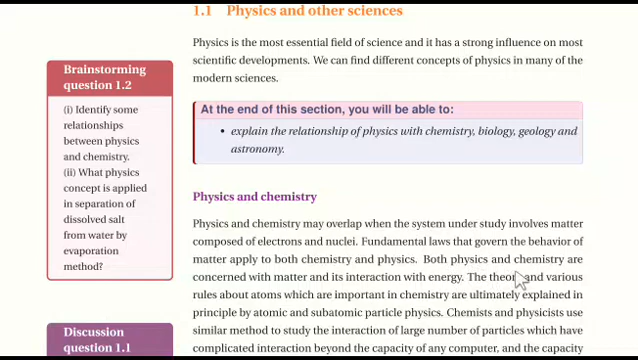 1.1 Physics and other sciences
Physics is the most essential field of science and it has a strong influence on most
scientific developments. We can find different concepts of physics in many of the
modern sciences.
Brainstorming
question 1.2
(i) Identify some
relationships
between physics
and chemistry.
(ii) What physics
concept is applied
in separation of
dissolved salt
from water by
evaporation
method?
At the end of this section, you will be able to:
• explain the relationship of physics with chemistry, biology, geology and
astronomy.
Physics and chemistry
Physics and chemistry may overlap when the system under study involves matter
composed of electrons and nuclei. Fundamental laws that govern the behavior of
matter apply to both chemistry and physics. Both physics and chemistry are
concerned with matter and its interaction with energy. The theory and various
rules about atoms which are important in chemistry are ultimately explained in
principle by atomic and subatomic particle physics. Chemists and physicists use
similar method to study the interaction of large number of particles which have
complicated interaction beyond the capacity of any computer, and the capacity
Discussion
question 1.1